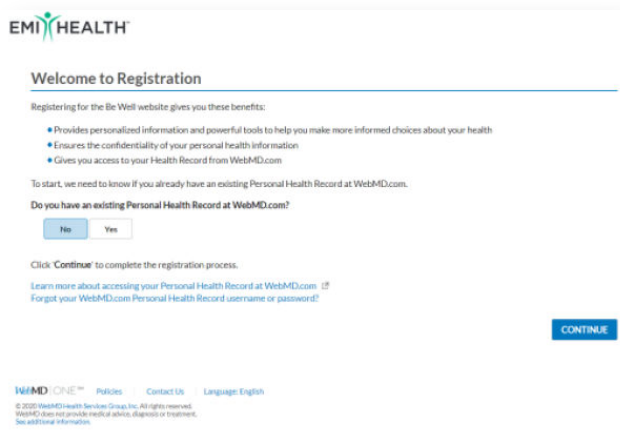 EMI HEALTH
Welcome to Registration
Registering for the Be Well website gives you these benefits:
• Provides personalized information and powerful tools to help you make more informed choices about your health
• Ensures the confidentiality of your personal health information
• Gives you access to your Health Record from WebMD.com
To start, we need to know if you already have an existing Personal Health Record at WebMD.com.
Do you have an existing Personal Health Record at WebMD.com?
No Yes
Click 'Continue' to complete the registration process.
Learn more about accessing your Personal Health Record at WebMD.com
Forgot your WebMD.com Personal Health Record username or password?
CONTINUE
WebMD ONE℠ Policies Contact Us Language: English
© 2020 WebMD Health Services Group, Inc. All rights reserved.
WebMD does not provide medical advice, diagnosis or treatment.
See additional information.